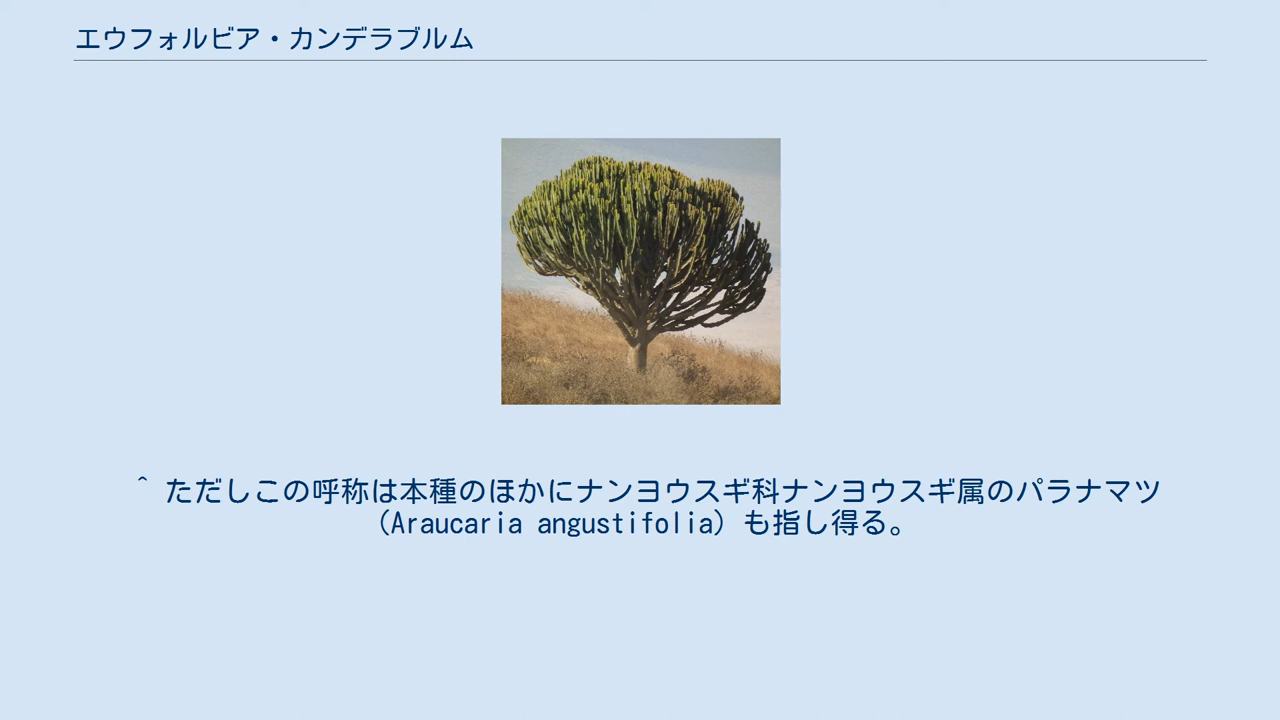 エウフォルビア・カンデラブルム
^ ただしこの呼称は本種のほかにナンヨウスギ科ナンヨウスギ属のパラナマツ
(Araucaria angustifolia) も指し得る。